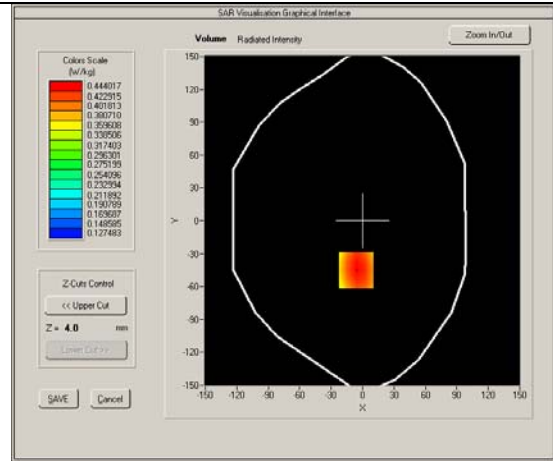 SAR Visualisation Graphical Interface
Volume Radiated Intensity
Zoom In/Out
Colors Scale
(W/kg)
0.444017
0.422915
0.401813
0.380710
0.359608
0.338506
0.317403
0.296301
0.275199
0.254096
0.232994
0.211892
0.190789
0.169687
0.148585
0.127483
Z-Cuts Control
<< Upper Cut
Z = 4.0 mm
Lower Cut >>
SAVE Cancel
Y
150
120
90
60
30
0
-30
-60
-90
-120
-150
-150 -120 -90 -60 -30 0 30 60 90 120 150
X